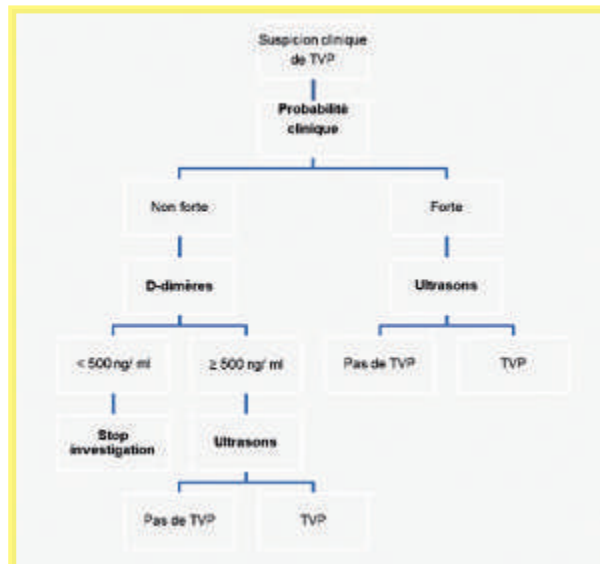 Suspicion clinique
de TVP
Probabilité
clinique
Non forte
Forte
D-dimères
Ultrasons
< 500 ng/ ml
≥ 500 ng/ ml
Pas de TVP
TVP
Stop
investigation
Ultrasons
Pas de TVP
TVP